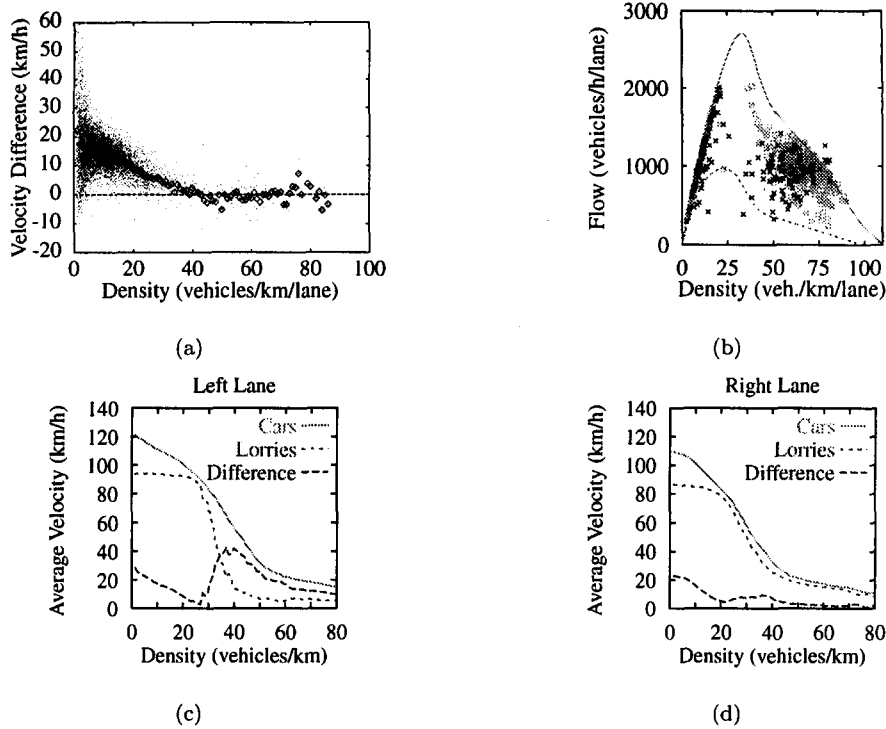 Velocity Difference (km/h)
60
50
40
30
20
10
0
-10
-20
0 20 40 60 80 100
Density (vehicles/km/lane)
(a)
Flow (vehicles/h/lane)
3000
2000
1000
0
0 25 50 75 100
Density (veh./km/lane)
(b)
Left Lane
Average Velocity (km/h)
140
120
100
80
60
40
20
0
Cars
Lorries
Difference
0 20 40 60 80
Density (vehicles/km)
(c)
Right Lane
Average Velocity (km/h)
140
120
100
80
60
40
20
0
Cars
Lorries
Difference
0 20 40 60 80
Density (vehicles/km)
(d)